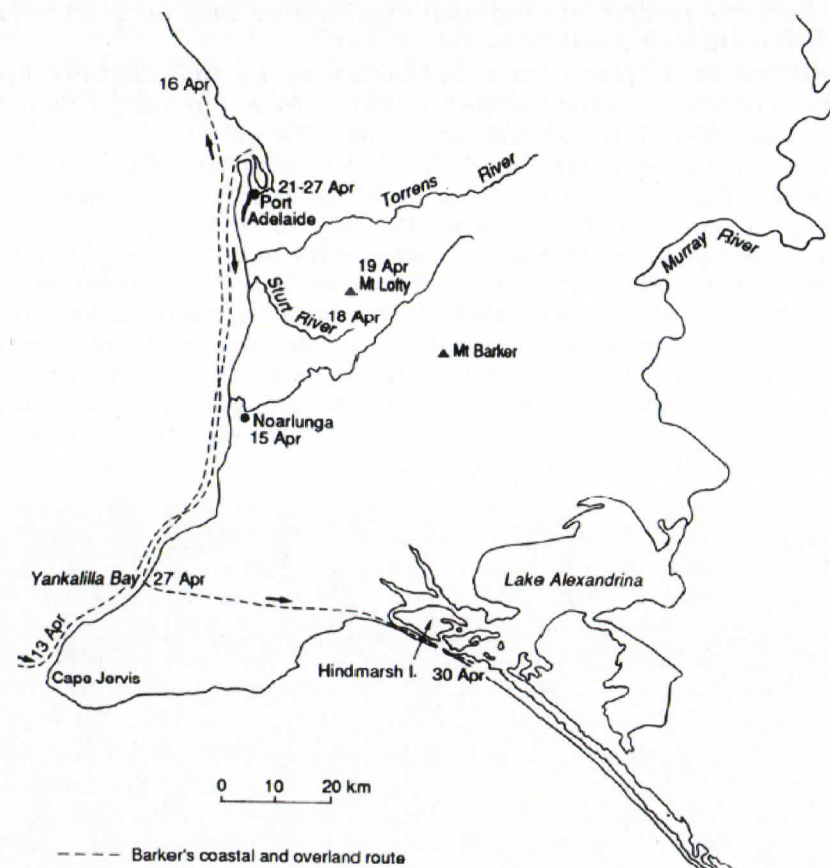 16 Apr
21-27 Apr
Port
Adelaide
Torrens River
Murray River
19 Apr
Mt Lofty
Sturt River
18 Apr
Mt Barker
Noarlunga
15 Apr
Yankalilla Bay
27 Apr
Lake Alexandrina
13 Apr
Cape Jervis
Hindmarsh I.
30 Apr
0 10 20 km
Barker's coastal and overland route